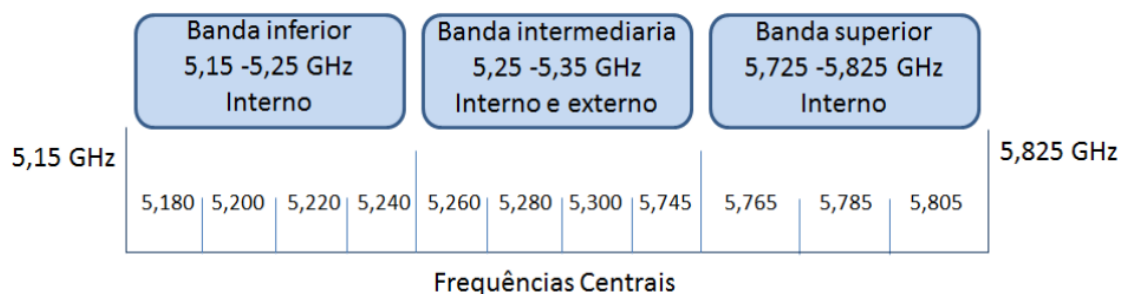 Banda inferior
5,15 -5,25 GHz
Interno
Banda intermediaria
5,25 -5,35 GHz
Interno e externo
Banda superior
5,725 -5,825 GHz
Interno
5,15 GHz
5,825 GHz
5,180 5,200 5,220 5,240 5,260 5,280 5,300 5,745 5,765 5,785 5,805
Frequências Centrais